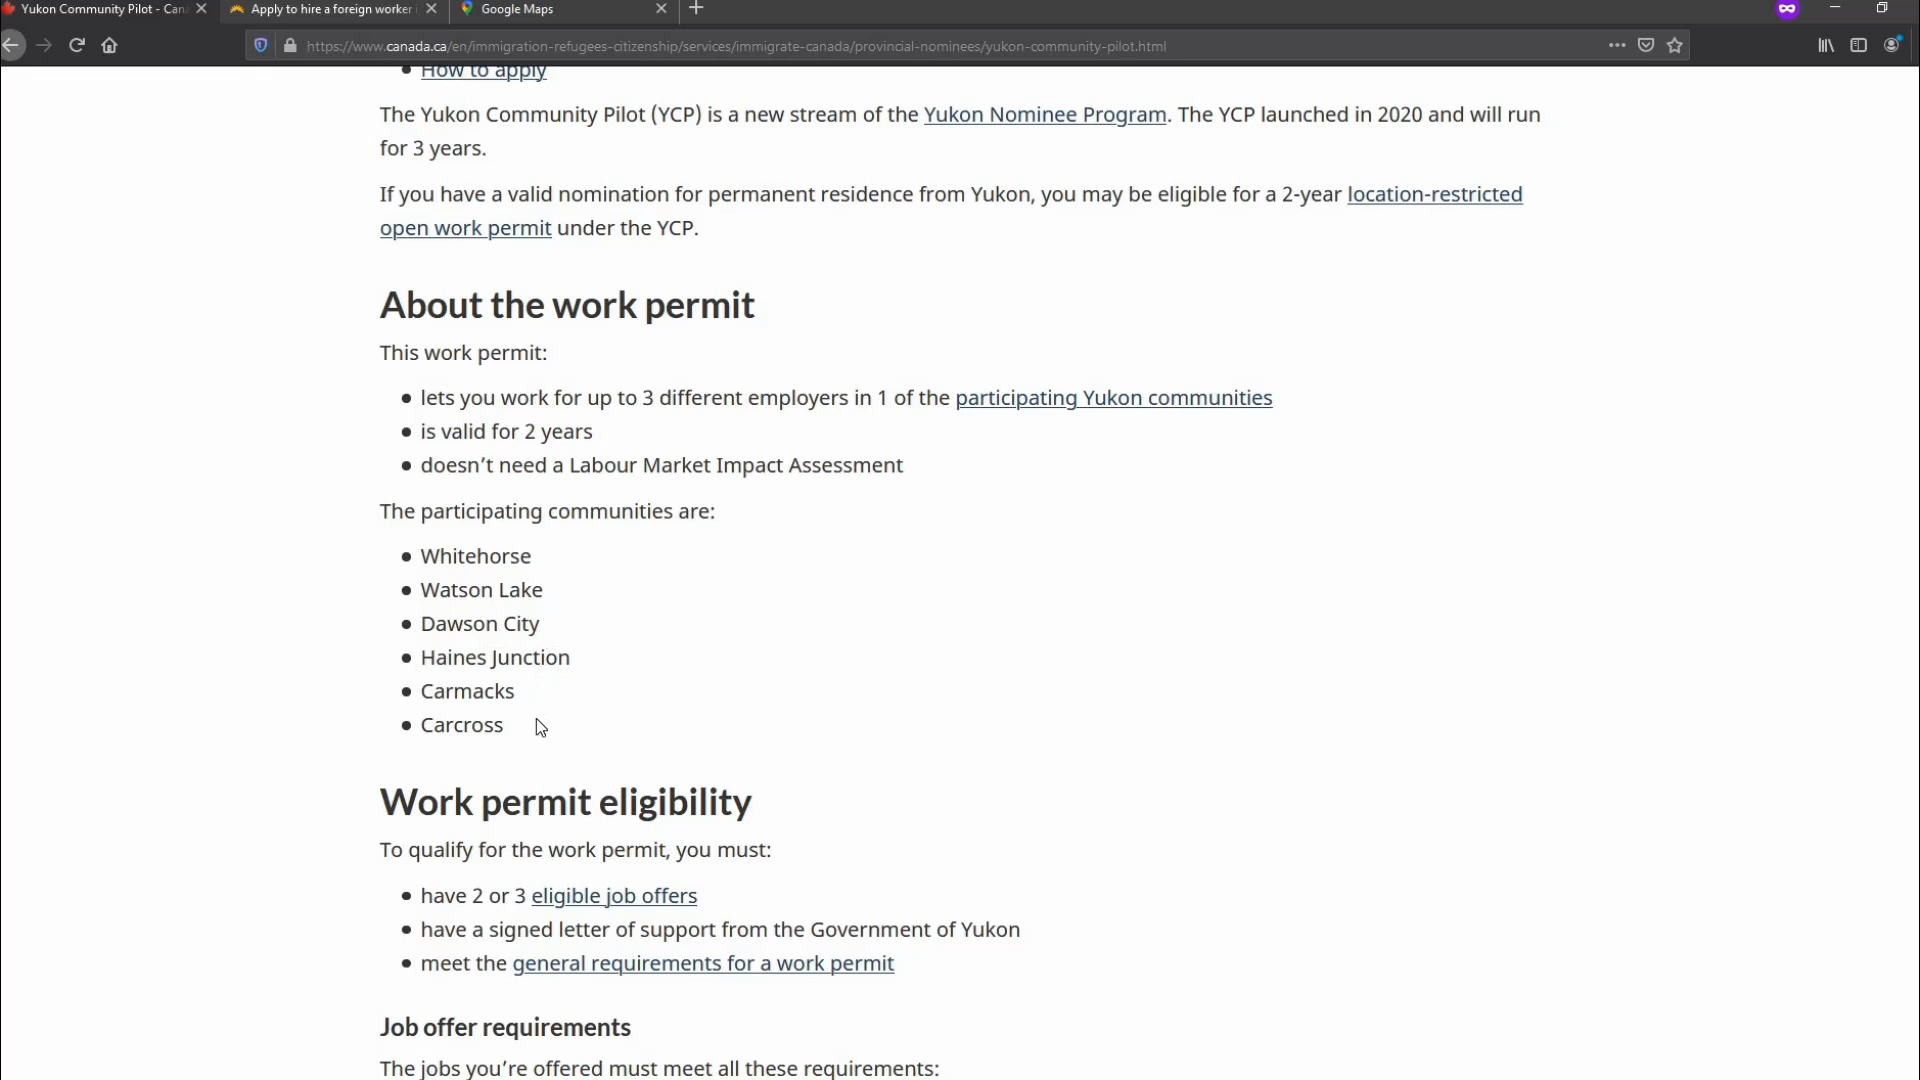 Yukon Community Pilot - Can
Apply to hire a foreign worker
Google Maps
https://www.canada.ca/en/immigration-refugees-citizenship/services/immigrate-canada/provincial-nominees/yukon-community-pilot.html
• How to apply
The Yukon Community Pilot (YCP) is a new stream of the Yukon Nominee Program. The YCP launched in 2020 and will run
for 3 years.
If you have a valid nomination for permanent residence from Yukon, you may be eligible for a 2-year location-restricted
open work permit under the YCP.
About the work permit
This work permit:
• lets you work for up to 3 different employers in 1 of the participating Yukon communities
• is valid for 2 years
• doesn’t need a Labour Market Impact Assessment
The participating communities are:
• Whitehorse
• Watson Lake
• Dawson City
• Haines Junction
• Carmacks
• Carcross
Work permit eligibility
To qualify for the work permit, you must:
• have 2 or 3 eligible job offers
• have a signed letter of support from the Government of Yukon
• meet the general requirements for a work permit
Job offer requirements
The jobs you’re offered must meet all these requirements: